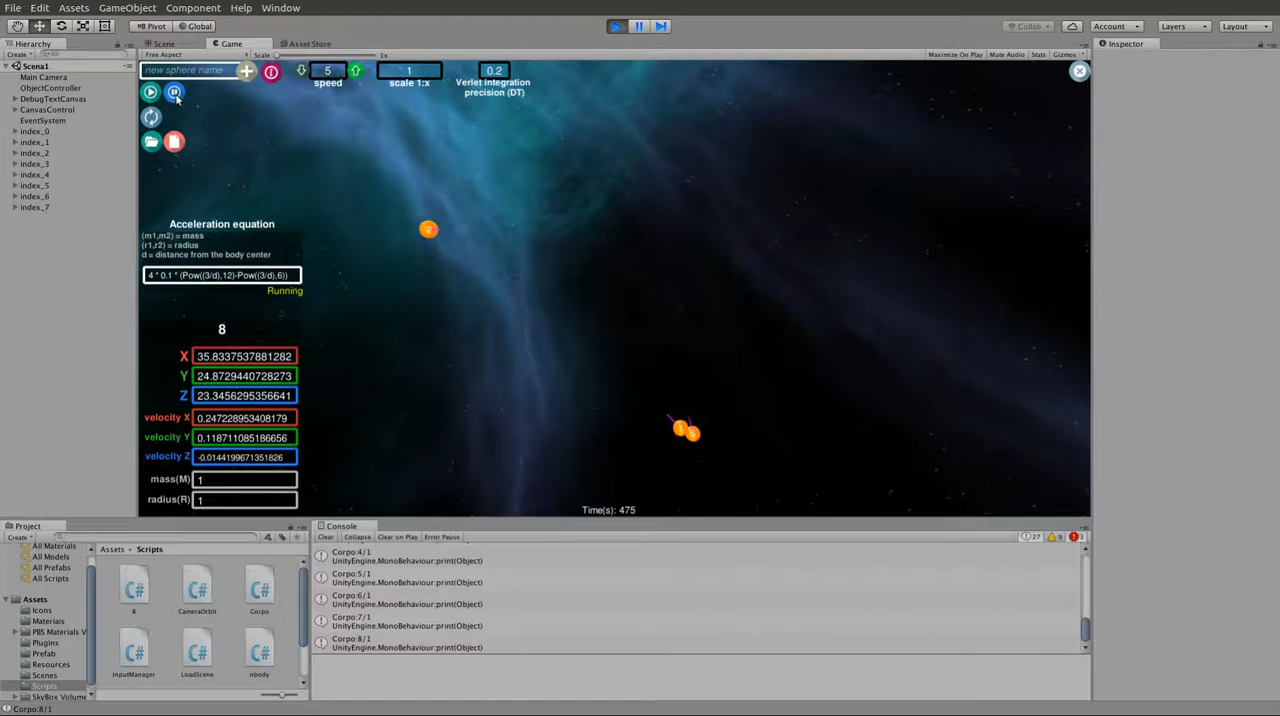 File Edit Assets GameObject Component Help Window
Pivot Global Collab Account Layers Layout
Hierarchy Scene Game Asset Store Inspector
Create All Free Aspect Scale 1x Maximize On Play Mute Audio Stats Gizmos
Scena1
Main Camera
ObjectController
DebugTextCanvas
CanvasControl
EventSystem
index_0
index_1
index_2
index_3
index_4
index_5
index_6
index_7
new sphere name 5 1 0.2
speed scale 1:x Verlet integration
precision (DT)
Acceleration equation
(m1,m2) = mass
(r1,r2) = radius
d = distance from the body center
4 * 0.1 * (Pow((3/d),12)-Pow((3/d),6))
Running
8
X 35.8337537881282
Y 24.8729440728273
Z 23.3456295356641
velocity X 0.247228953408179
velocity Y 0.118711085186656
velocity Z -0.0144199671351826
mass(M) 1
radius(R) 1
Time(s): 475
Project
Create
All Materials
All Models
All Prefabs
All Scripts
Assets
Icons
Materials
PBS Materials V
Plugins
Prefab
Resources
Scenes
Scripts
SkyBox Volume
Assets Scripts
C# C# C#
CameraOrbit Corpo
C# C# C#
InputManager LoadScene nbody
Console
Clear Collapse Clear on Play Error Pause 27 9 3
Corpo:4/1
UnityEngine.MonoBehaviour:print(Object)
Corpo:5/1
UnityEngine.MonoBehaviour:print(Object)
Corpo:6/1
UnityEngine.MonoBehaviour:print(Object)
Corpo:7/1
UnityEngine.MonoBehaviour:print(Object)
Corpo:8/1
UnityEngine.MonoBehaviour:print(Object)
Corpo:8/1